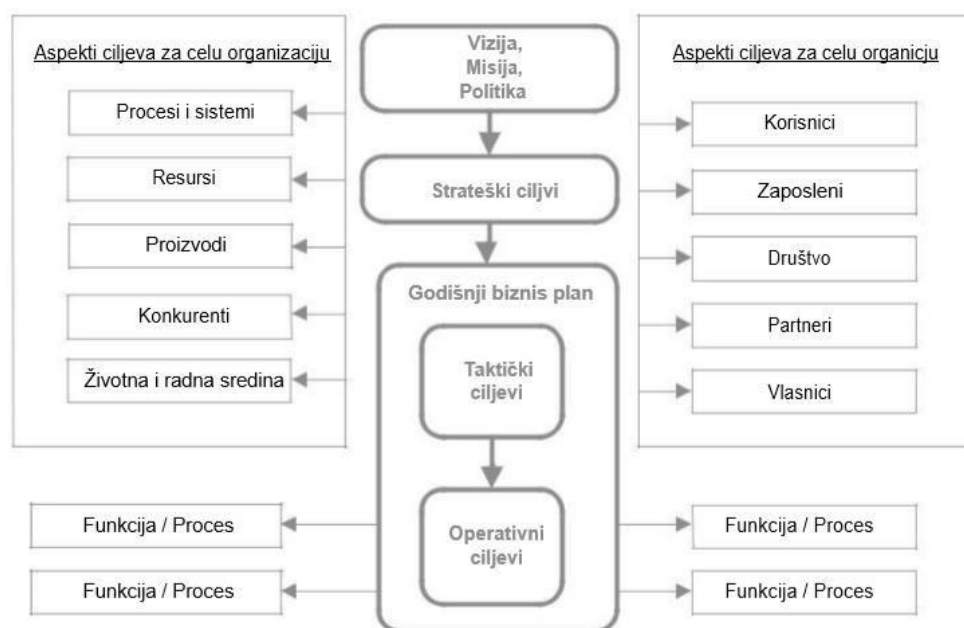 Aspekti ciljeva za celu organizaciju
Procesi i sistemi
Resursi
Proizvodi
Konkurenti
Životna i radna sredina
Vizija,
Misija,
Politika
Strateški ciljvi
Godišnji biznis plan
Taktički
ciljevi
Operativni
ciljevi
Aspekti ciljeva za celu organicju
Korisnici
Zaposleni
Društvo
Partneri
Vlasnici
Funkcija / Proces
Funkcija / Proces
Funkcija / Proces
Funkcija / Proces